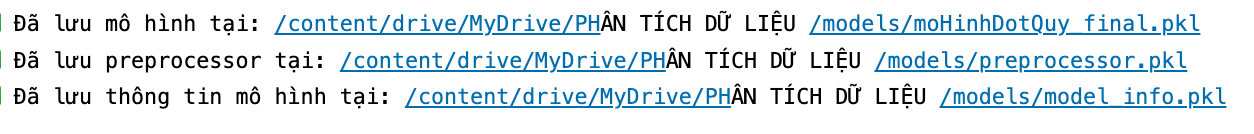 Đã lưu mô hình tại: /content/drive/MyDrive/PHÂN TÍCH DỮ LIỆU /models/moHinhDotQuy_final.pkl
Đã lưu preprocessor tại: /content/drive/MyDrive/PHÂN TÍCH DỮ LIỆU /models/preprocessor.pkl
Đã lưu thông tin mô hình tại: /content/drive/MyDrive/PHÂN TÍCH DỮ LIỆU /models/model_info.pkl